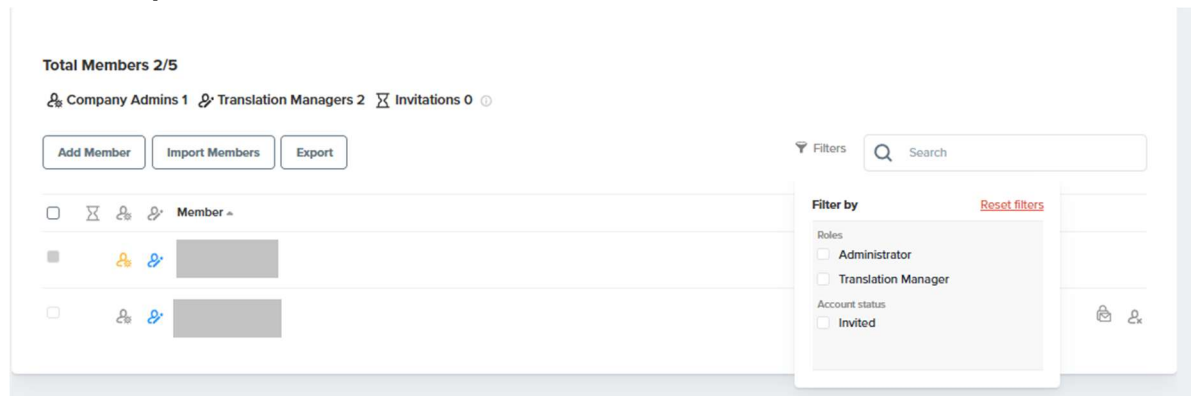 Total Members 2/5
Company Admins 1 Translation Managers 2 Invitations 0
Add Member Import Members Export Filters Search
Member
Filter by Reset filters
Roles
Administrator
Translation Manager
Account status
Invited